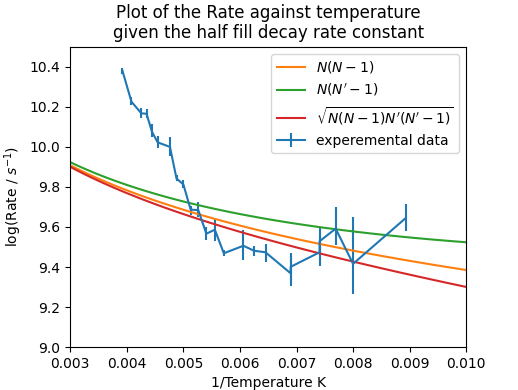 Plot of the Rate against temperature
given the half fill decay rate constant
N(N − 1)
N(N' − 1)
√N(N − 1)N'(N' − 1)
experemental data
log(Rate / s⁻¹)
10.4
10.2
10.0
9.8
9.6
9.4
9.2
9.0
0.003 0.004 0.005 0.006 0.007 0.008 0.009 0.010
1/Temperature K